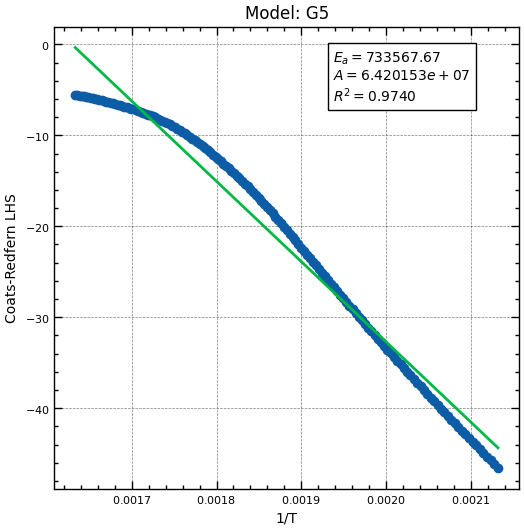 Model: G5
0
−10
−20
−30
−40
Coats-Redfern LHS
E_a = 733567.67
A = 6.420153e + 07
R² = 0.9740
0.0017 0.0018 0.0019 0.0020 0.0021
1/T